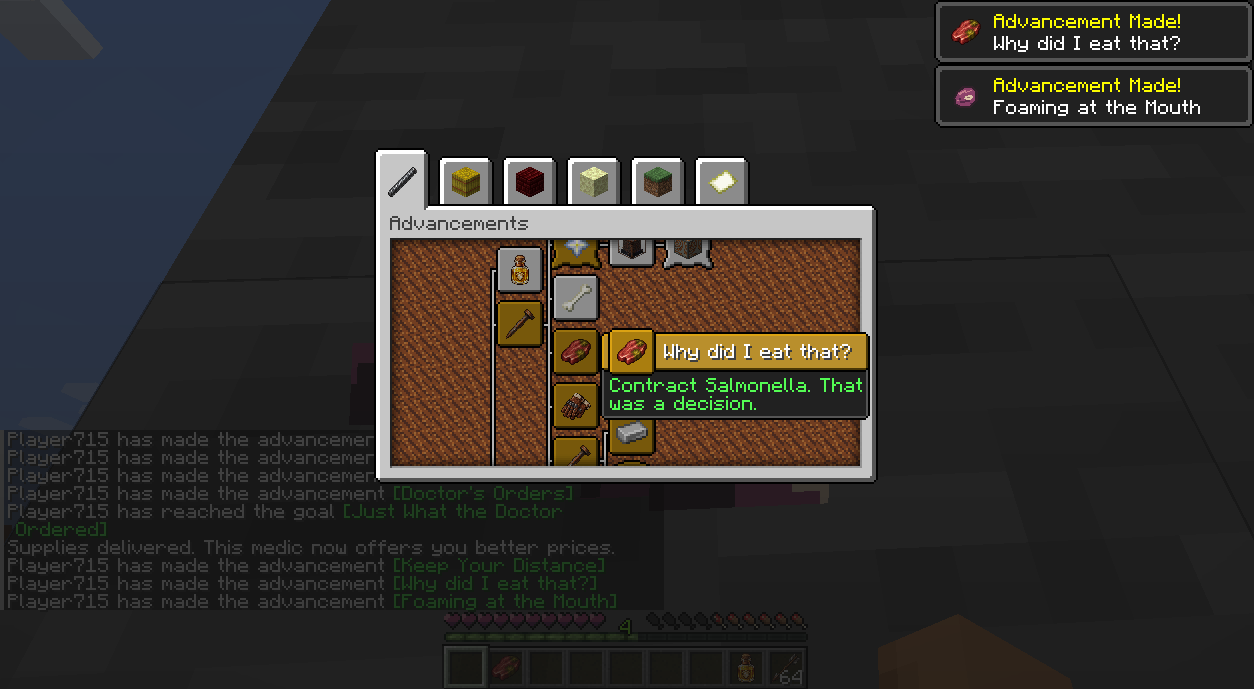 Advancement Made!
Why did I eat that?
Advancement Made!
Foaming at the Mouth
Advancements
Why did I eat that?
Contract Salmonella. That
was a decision.
Player715 has made the advancemen
Player715 has made the advancemen
Player715 has made the advancemen
Player715 has made the advancement [Doctor's Orders]
Player715 has reached the goal [Just What the Doctor
Ordered]
Supplies delivered. This medic now offers you better prices.
Player715 has made the advancement [Keep Your Distance]
Player715 has made the advancement [Why did I eat that?]
Player715 has made the advancement [Foaming at the Mouth]
4
64